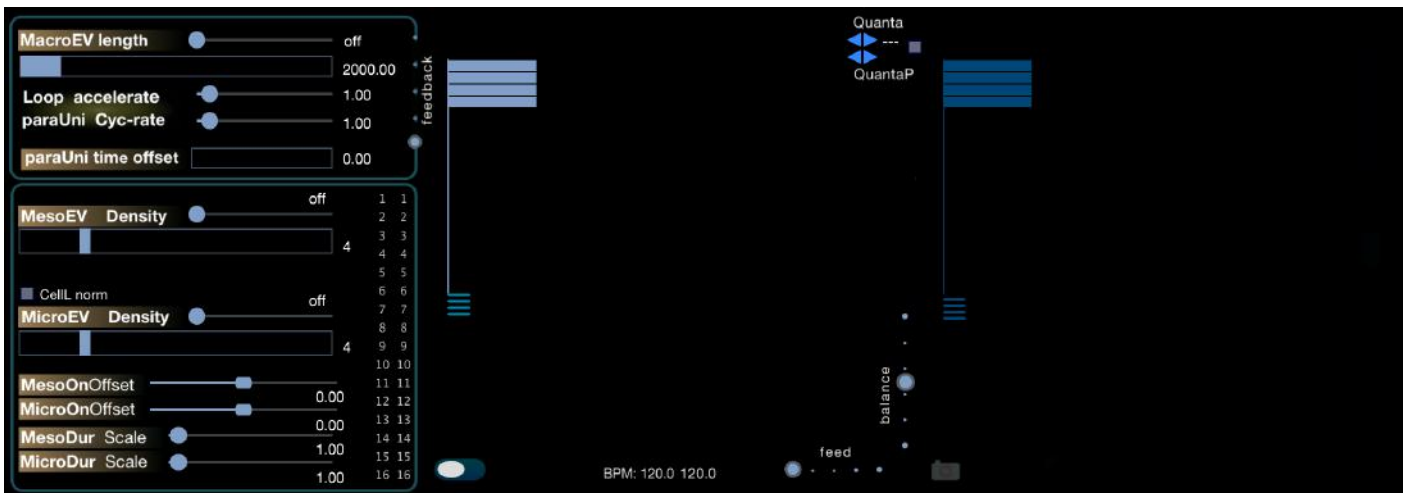 MacroEV length off
2000.00
Loop accelerate 1.00
paraUni Cyc-rate 1.00
paraUni time offset 0.00
feedback
Quanta
---
QuantaP
off
MesoEV Density
4
CellL norm
off
MicroEV Density
4
MesoOnOffset
0.00
MicroOnOffset
0.00
MesoDur Scale
1.00
MicroDur Scale
1.00
1 1
2 2
3 3
4 4
5 5
6 6
7 7
8 8
9 9
10 10
11 11
12 12
13 13
14 14
15 15
16 16
balance
feed
BPM: 120.0 120.0